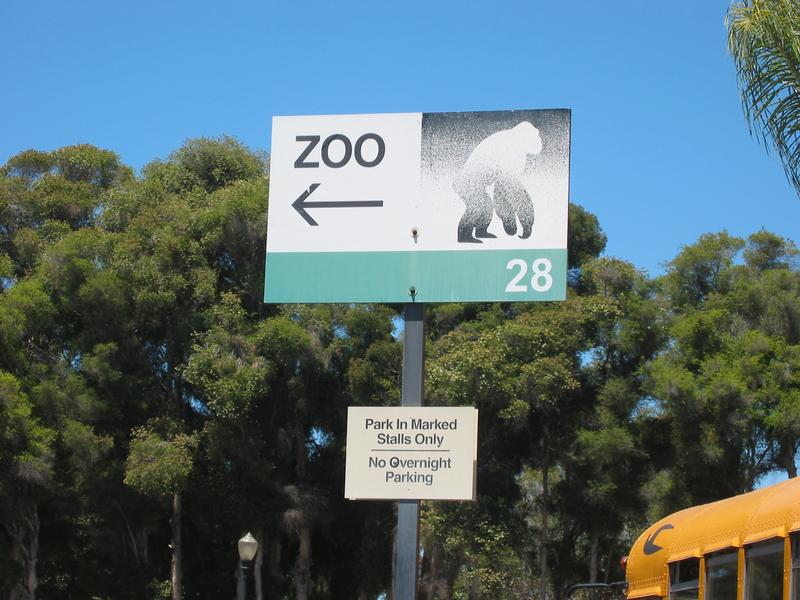 ZOO
28
Park In Marked
Stalls Only
No Overnight
Parking